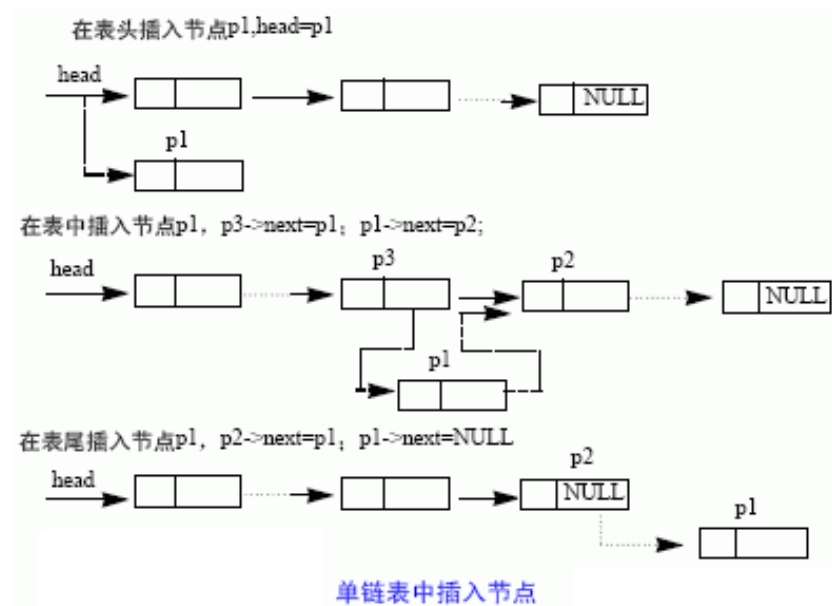 在表头插入节点p1,head=p1
head
NULL
p1
在表中插入节点p1，p3->next=p1；p1->next=p2;
head
p3
p2
NULL
p1
在表尾插入节点p1，p2->next=p1；p1->next=NULL
head
p2
NULL
p1
单链表中插入节点